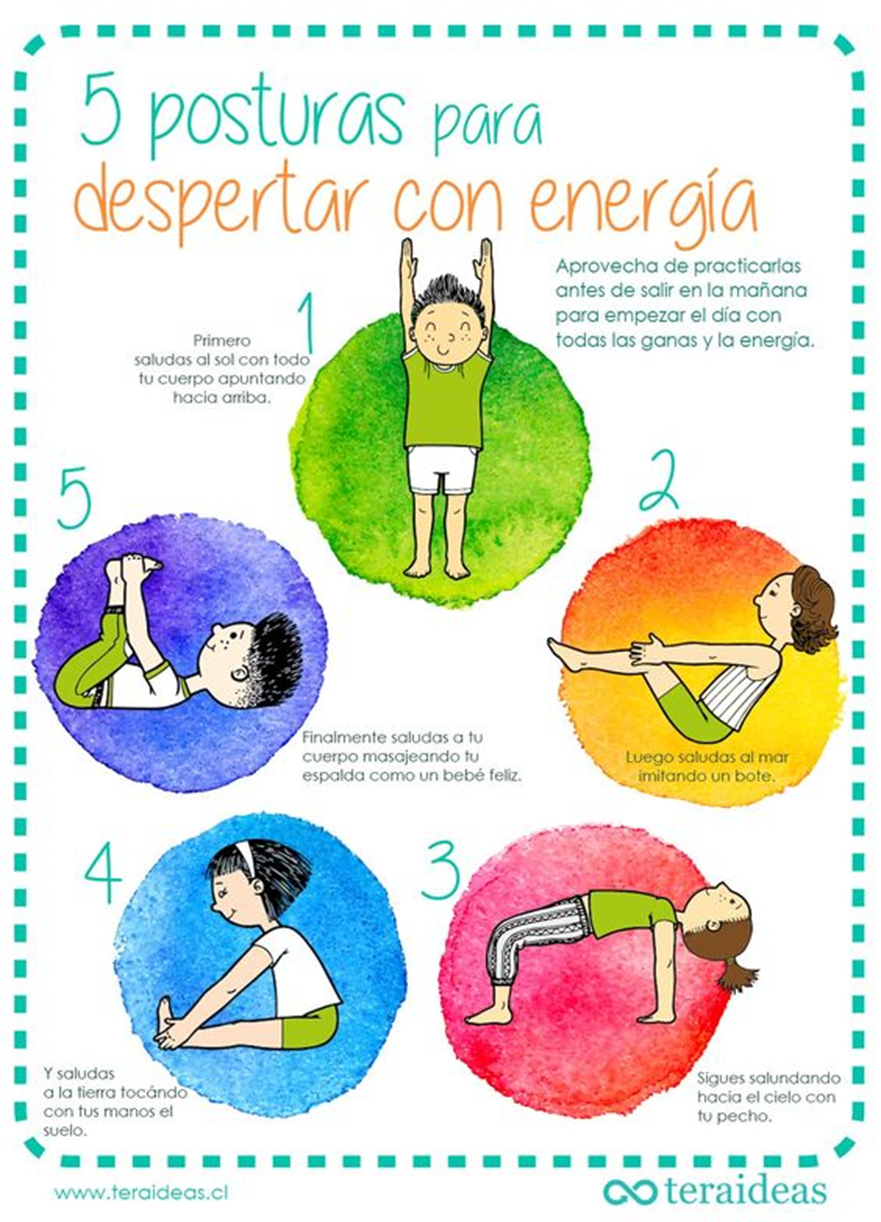 5 posturas para
despertar con energía
Aprovecha de practicarlas
antes de salir en la mañana
para empezar el día con
todas las ganas y la energía.
1
Primero
saludas al sol con todo
tu cuerpo apuntando
hacia arriba.
2
Luego saludas al mar
imitando un bote.
3
Sigues salundando
hacia el cielo con
tu pecho.
4
Y saludas
a la tierra tocándo
con tus manos el
suelo.
5
Finalmente saludas a tu
cuerpo masajeando tu
espalda como un bebé feliz.
www.teraideas.cl
teraideas